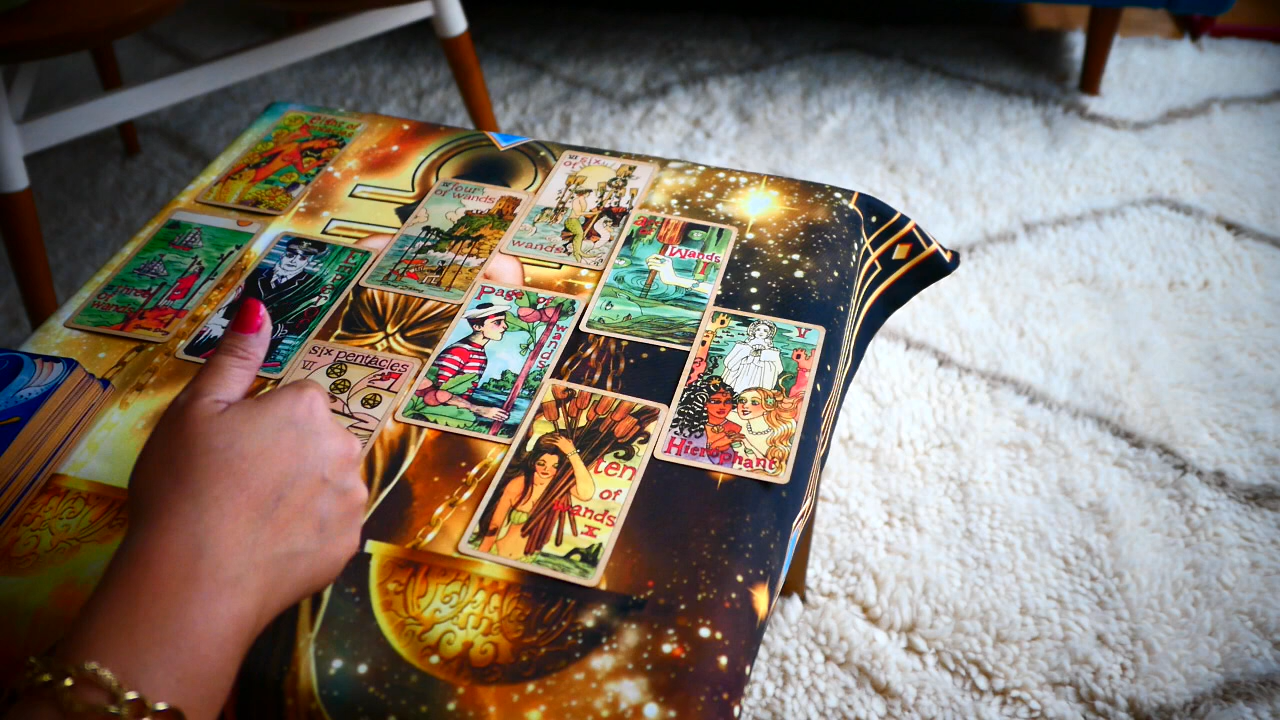 Four
of wands
six
of
wands
Wands
I
three
of
wands
VI
six pentacles
Page of
wands
V
Hierophant
ten
of
wands
X